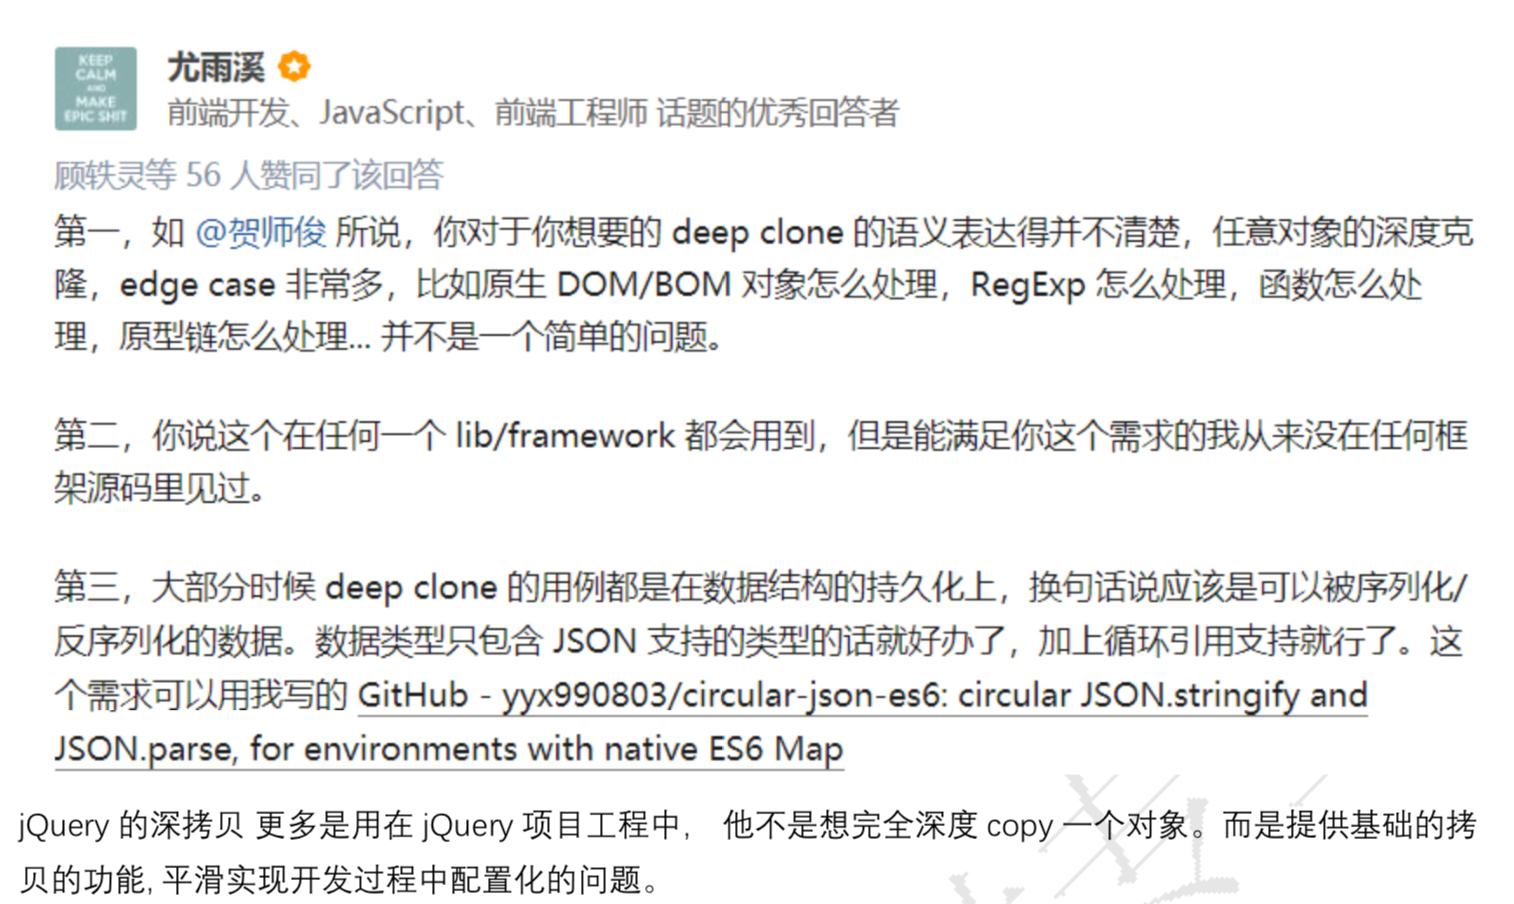 KEEP
CALM
AND
MAKE
EPIC SHIT
尤雨溪
前端开发、JavaScript、前端工程师 话题的优秀回答者
顾轶灵等 56 人赞同了该回答
第一，如 @贺师俊 所说，你对于你想要的 deep clone 的语义表达得并不清楚，任意对象的深度克
隆，edge case 非常多，比如原生 DOM/BOM 对象怎么处理，RegExp 怎么处理，函数怎么处
理，原型链怎么处理... 并不是一个简单的问题。
第二，你说这个在任何一个 lib/framework 都会用到，但是能满足你这个需求的我从来没在任何框
架源码里见过。
第三，大部分时候 deep clone 的用例都是在数据结构的持久化上，换句话说应该是可以被序列化/
反序列化的数据。数据类型只包含 JSON 支持的类型的话就好办了，加上循环引用支持就行了。这
个需求可以用我写的 GitHub - yyx990803/circular-json-es6: circular JSON.stringify and
JSON.parse, for environments with native ES6 Map
jQuery 的深拷贝 更多是用在 jQuery 项目工程中, 他不是想完全深度 copy 一个对象。而是提供基础的拷
贝的功能, 平滑实现开发过程中配置化的问题。